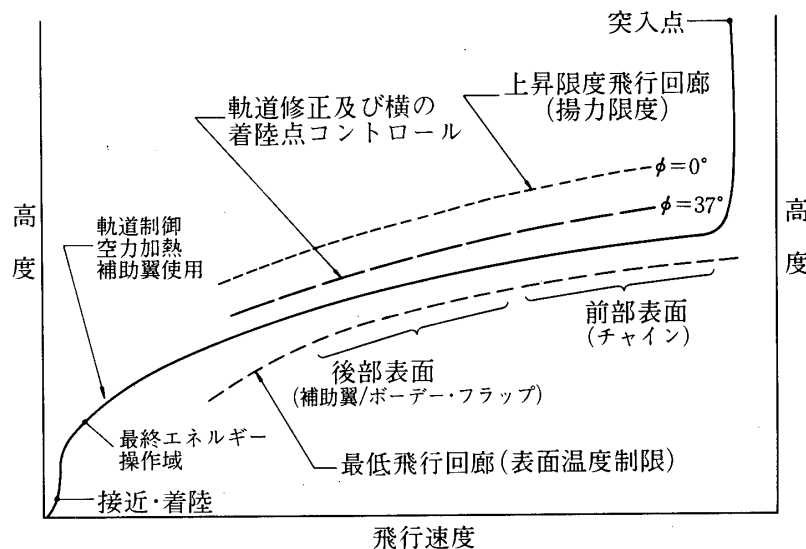 突入点
上昇限度飛行回廊
(揚力限度)
軌道修正及び横の
着陸点コントロール
φ=0°
φ=37°
高度
高度
軌道制御
空力加熱
補助翼使用
前部表面
(チャイン)
後部表面
(補助翼/ボーデー・フラップ)
最終エネルギー
操作域
最低飛行回廊(表面温度制限)
接近・着陸
飛行速度